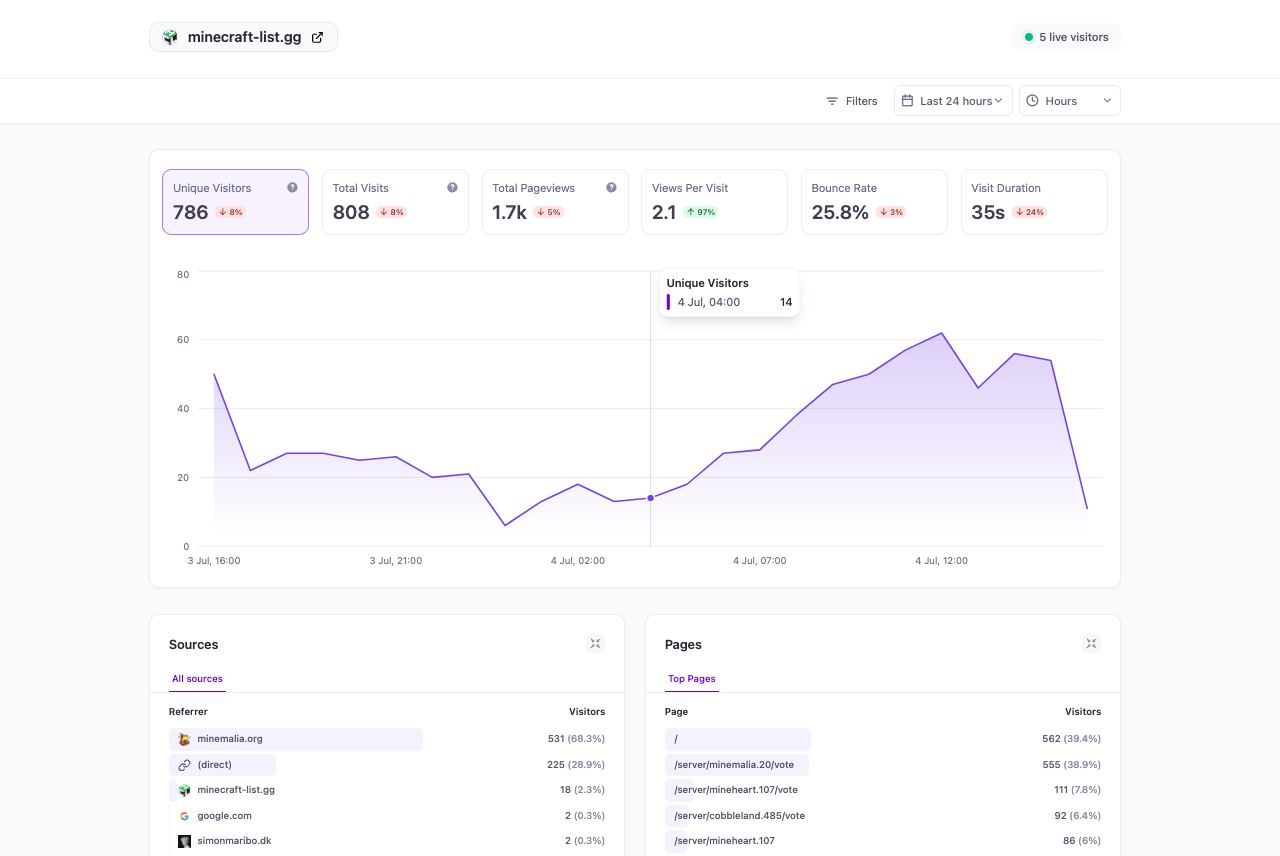 minecraft-list.gg
5 live visitors
Filters
Last 24 hours
Hours
Unique Visitors
786 ↓ 8%
Total Visits
808 ↓ 8%
Total Pageviews
1.7k ↓ 5%
Views Per Visit
2.1 ↑ 97%
Bounce Rate
25.8% ↓ 3%
Visit Duration
35s ↓ 24%
80
60
40
20
0
Unique Visitors
4 Jul, 04:00 14
3 Jul, 16:00 3 Jul, 21:00 4 Jul, 02:00 4 Jul, 07:00 4 Jul, 12:00
Sources
All sources
Referrer Visitors
minemalia.org 531 (68.3%)
(direct) 225 (28.9%)
minecraft-list.gg 18 (2.3%)
google.com 2 (0.3%)
simonmaribo.dk 2 (0.3%)
Pages
Top Pages
Page Visitors
/ 562 (39.4%)
/server/minemalia.20/vote 555 (38.9%)
/server/mineheart.107/vote 111 (7.8%)
/server/cobbleland.485/vote 92 (6.4%)
/server/mineheart.107 86 (6%)